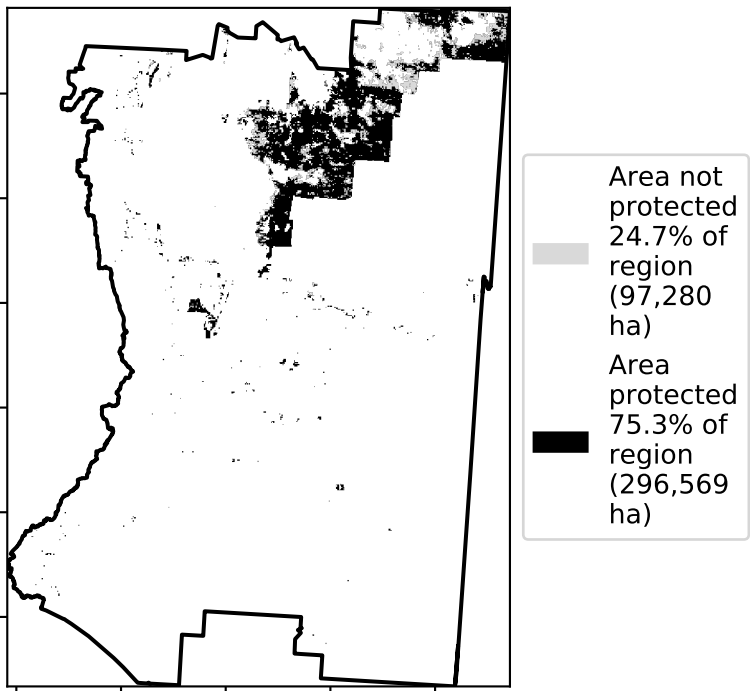 Area not
protected
24.7% of
region
(97,280
ha)
Area
protected
75.3% of
region
(296,569
ha)